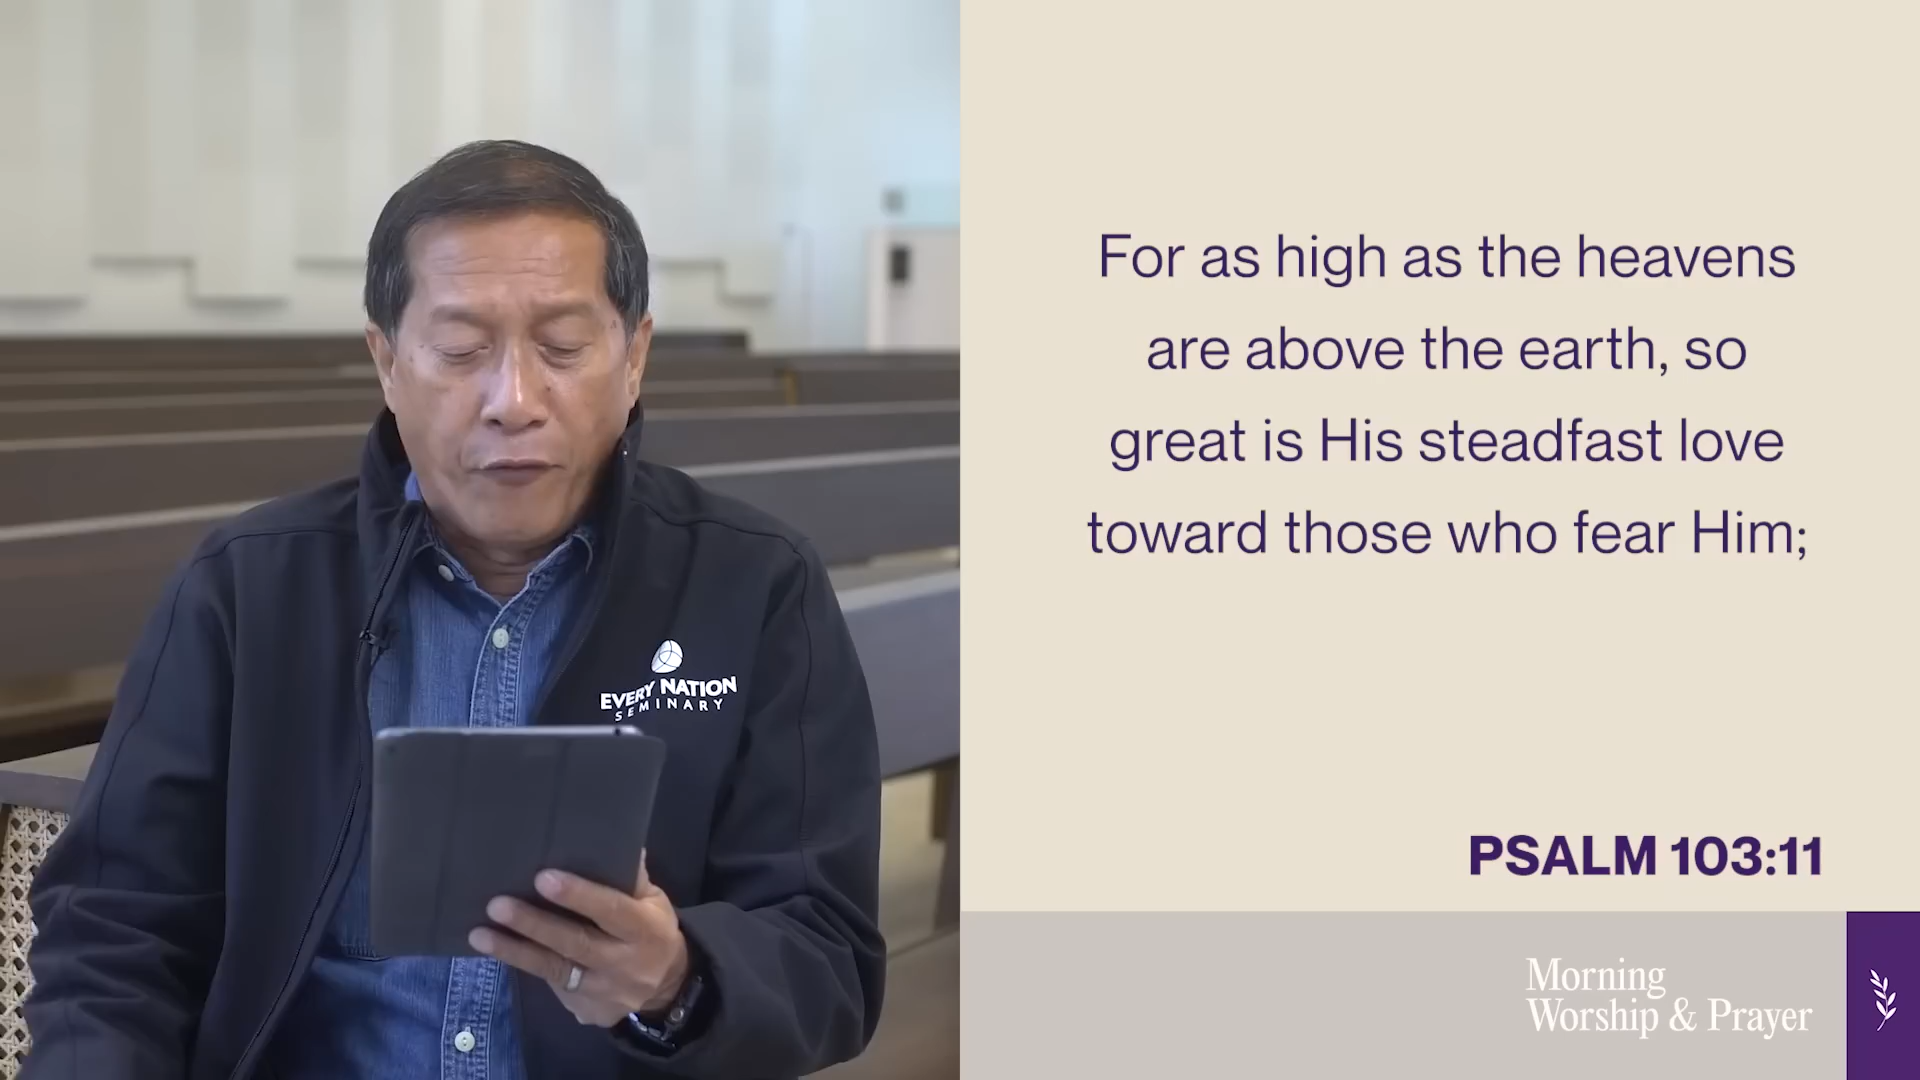 EVERY NATION
SEMINARY
For as high as the heavens
are above the earth, so
great is His steadfast love
toward those who fear Him;
PSALM 103:11
Morning
Worship & Prayer